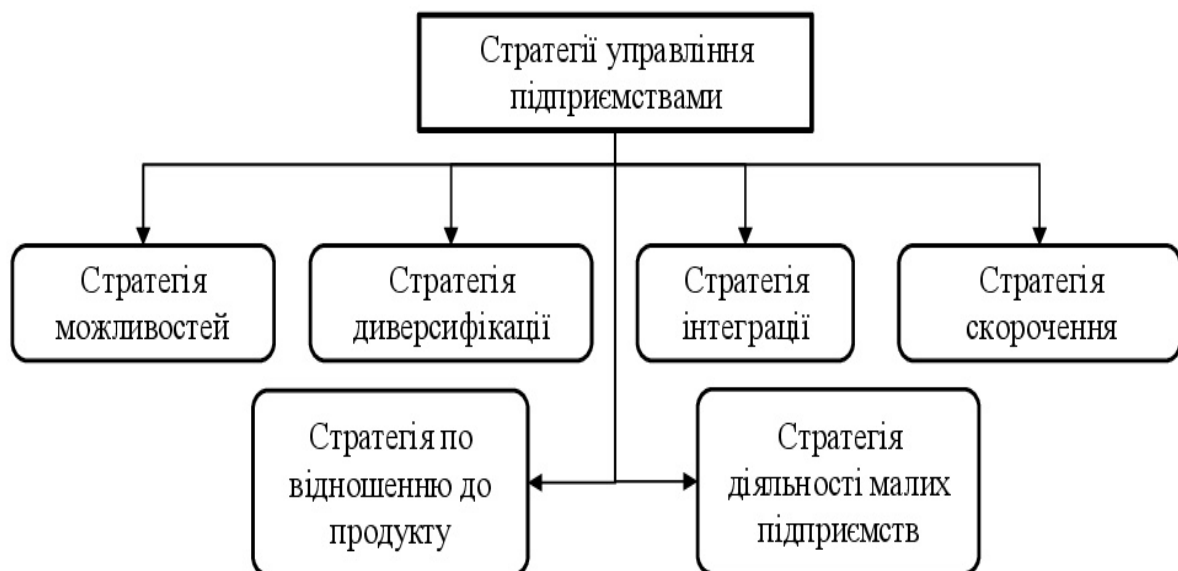 Стратегії управління
підприємствами
Стратегія
можливостей
Стратегія
диверсифікації
Стратегія
інтеграції
Стратегія
скорочення
Стратегія по
відношенню до
продукту
Стратегія
діяльності малих
підприємств